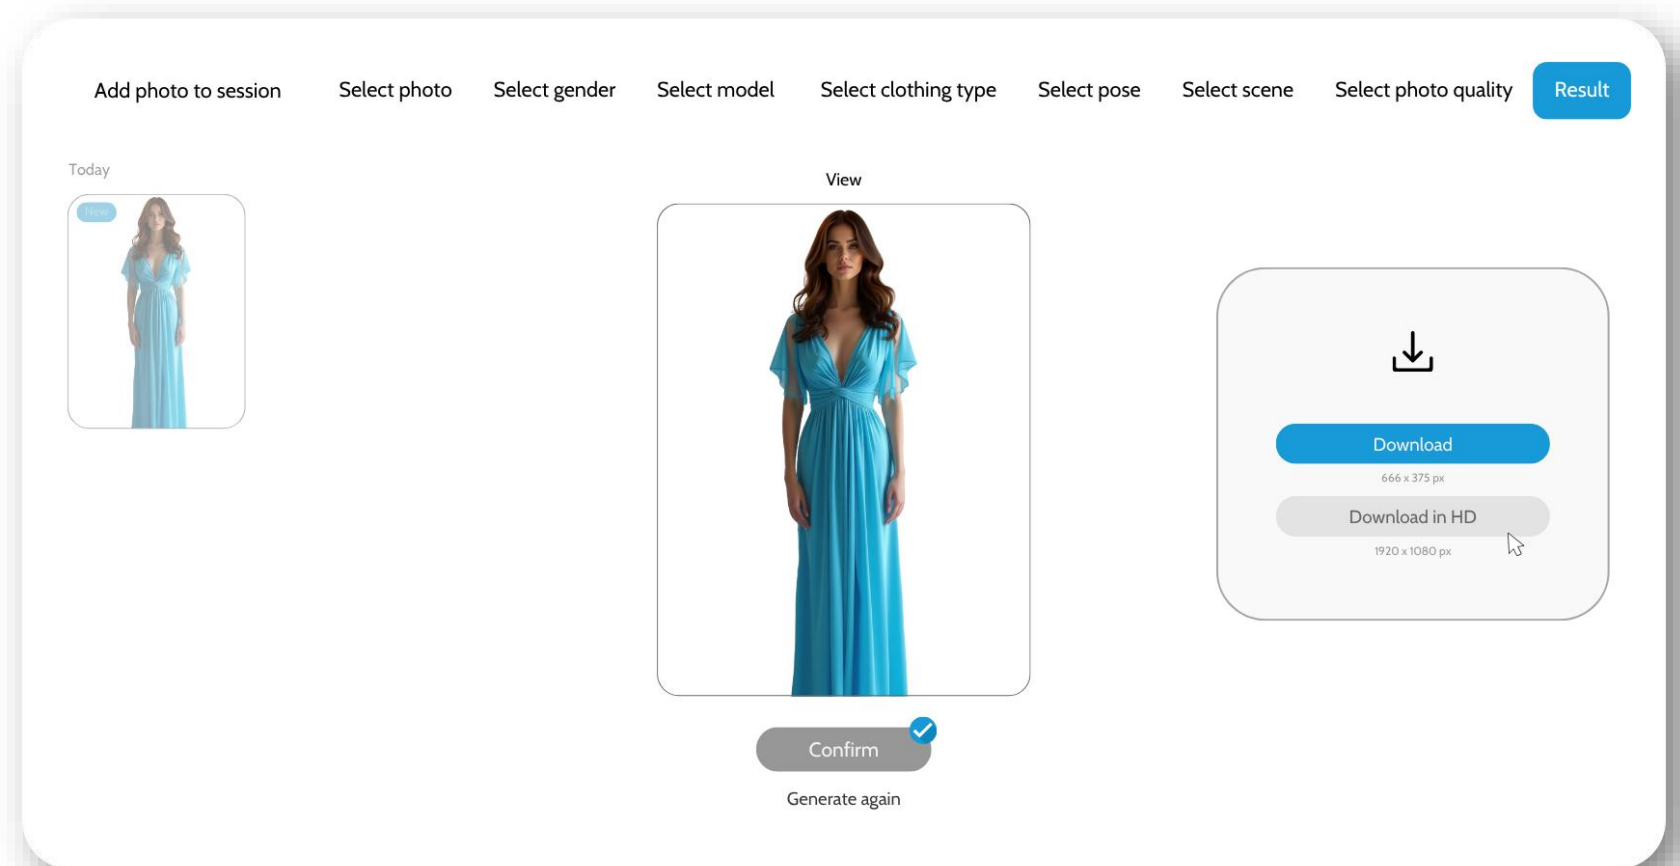 Add photo to session
Select photo
Select gender
Select model
Select clothing type
Select pose
Select scene
Select photo quality
Result
Today
New
View
Download
666 x 375 px
Download in HD
1920 x 1080 px
Confirm
Generate again